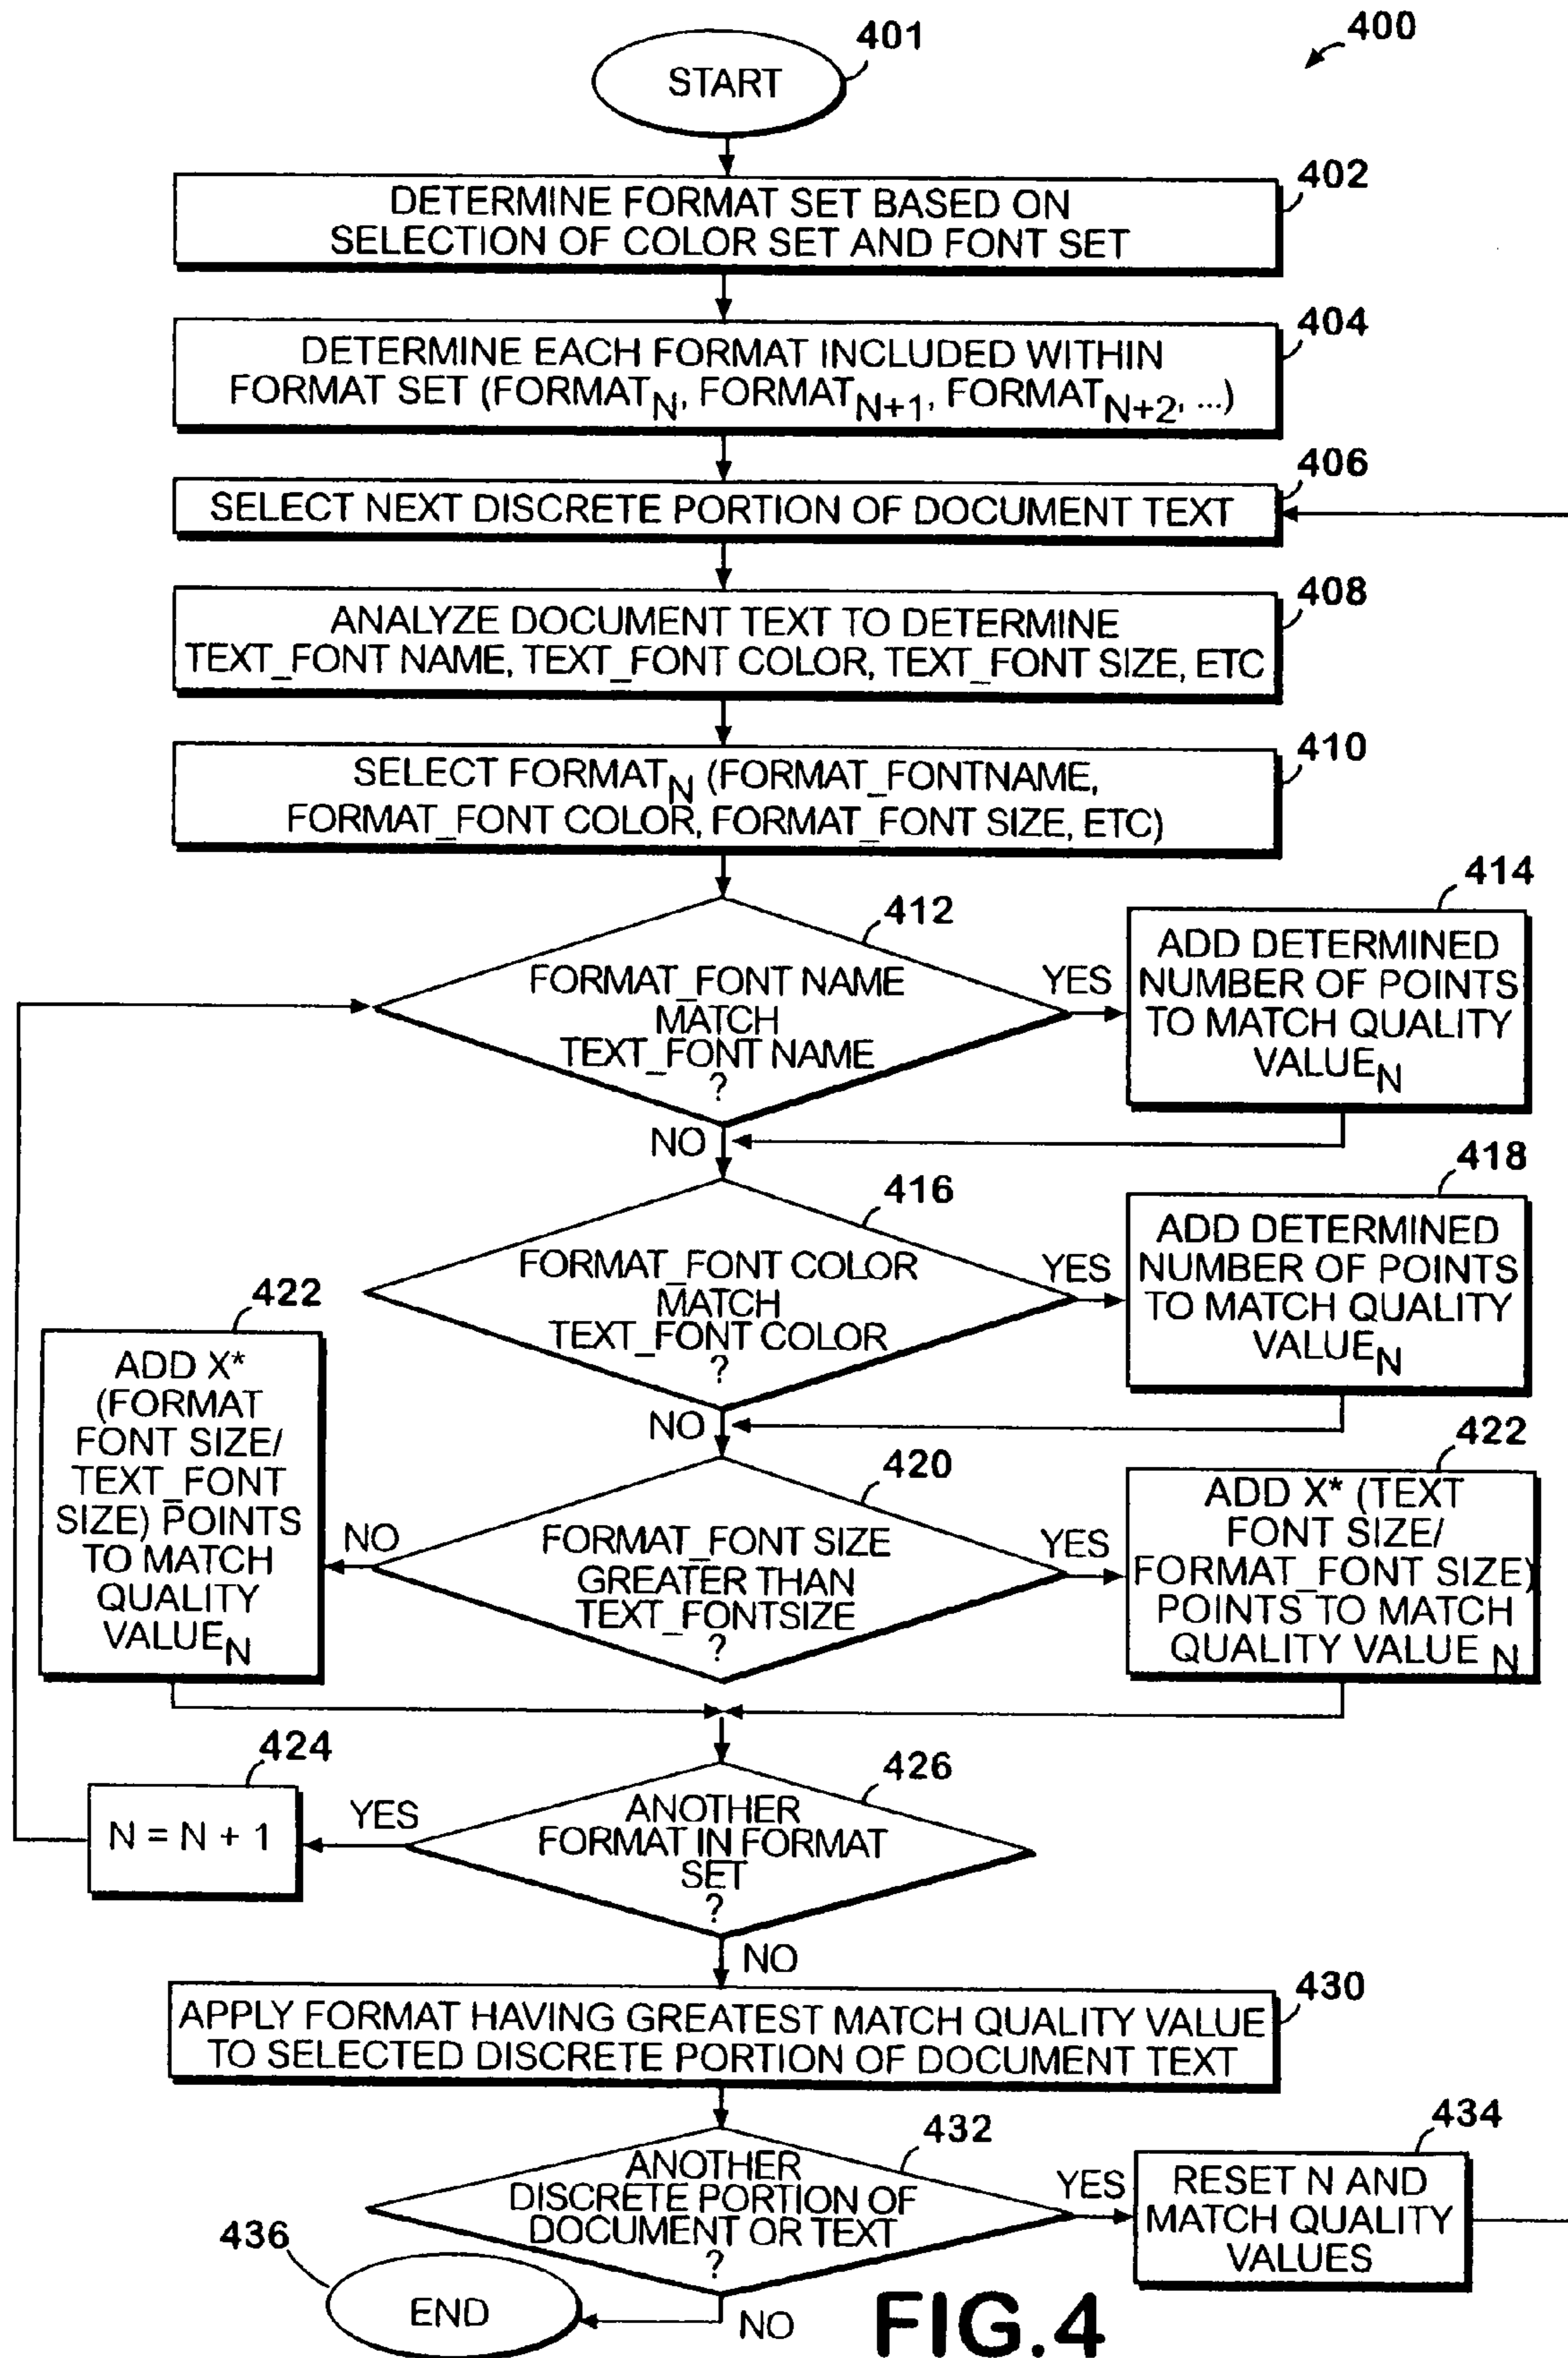 400
401
START
402
DETERMINE FORMAT SET BASED ON
SELECTION OF COLOR SET AND FONT SET
404
DETERMINE EACH FORMAT INCLUDED WITHIN
FORMAT SET (FORMATN, FORMATN+1, FORMATN+2, ...)
406
SELECT NEXT DISCRETE PORTION OF DOCUMENT TEXT
408
ANALYZE DOCUMENT TEXT TO DETERMINE
TEXT_FONT NAME, TEXT_FONT COLOR, TEXT_FONT SIZE, ETC
410
SELECT FORMATN (FORMAT_FONTNAME,
FORMAT_FONT COLOR, FORMAT_FONT SIZE, ETC)
412
FORMAT_FONT NAME
MATCH
TEXT_FONT NAME
?
YES
NO
414
ADD DETERMINED
NUMBER OF POINTS
TO MATCH QUALITY
VALUEN
416
FORMAT_FONT COLOR
MATCH
TEXT_FONT COLOR
?
YES
NO
418
ADD DETERMINED
NUMBER OF POINTS
TO MATCH QUALITY
VALUEN
420
FORMAT_FONT SIZE
GREATER THAN
TEXT_FONTSIZE
?
NO
YES
422
ADD X*
(FORMAT
FONT SIZE/
TEXT_FONT
SIZE) POINTS
TO MATCH
QUALITY
VALUEN
422
ADD X* (TEXT
FONT SIZE/
FORMAT_FONT SIZE)
POINTS TO MATCH
QUALITY VALUE N
424
N = N + 1
426
ANOTHER
FORMAT IN FORMAT
SET
?
YES
NO
430
APPLY FORMAT HAVING GREATEST MATCH QUALITY VALUE
TO SELECTED DISCRETE PORTION OF DOCUMENT TEXT
432
ANOTHER
DISCRETE PORTION OF
DOCUMENT OR TEXT
?
YES
NO
434
RESET N AND
MATCH QUALITY
VALUES
436
END
FIG.4